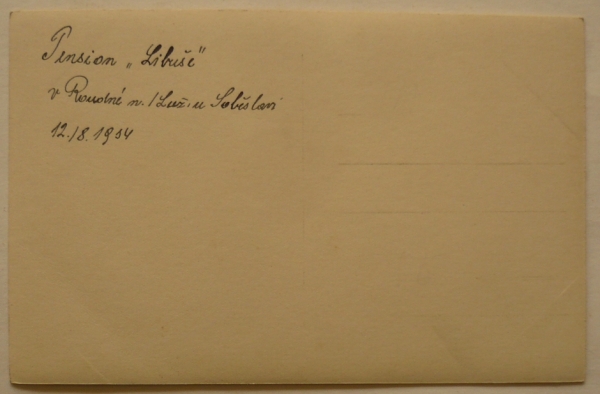 Pension „Libuše"
v Roudné n./Luž. u Soběslavi
12./8. 1934